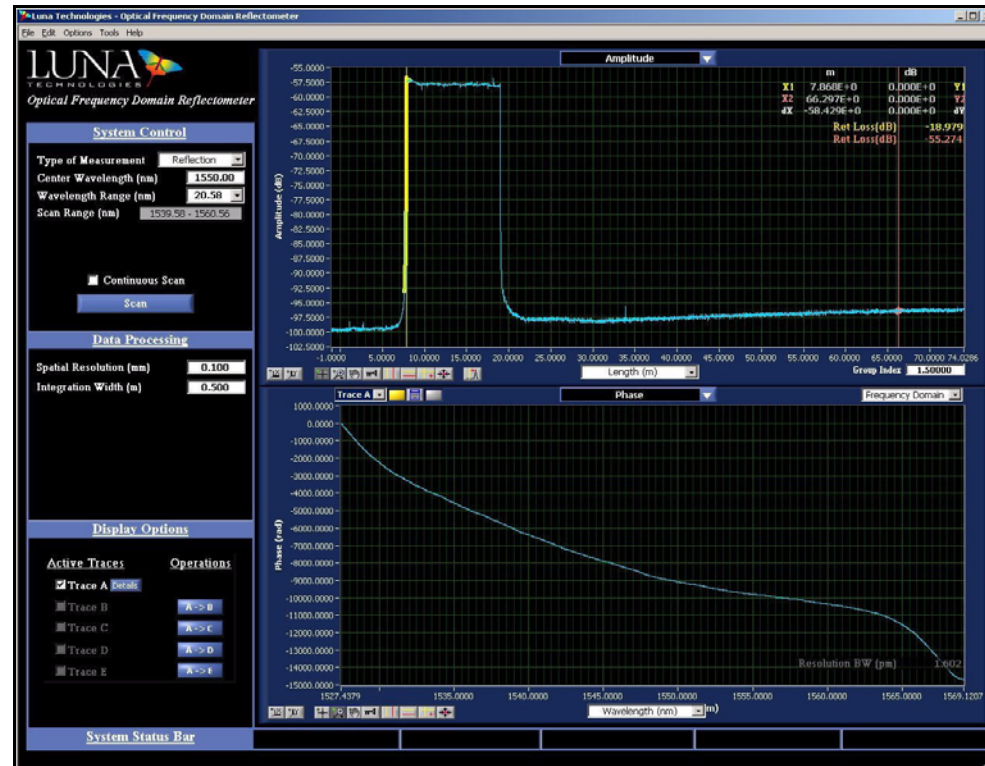 Luna Technologies - Optical Frequency Domain Reflectometer
File Edit Options Tools Help
LUNA
TECHNOLOGIES
Optical Frequency Domain Reflectometer
System Control
Type of Measurement Reflection
Center Wavelength (nm) 1550.00
Wavelength Range (nm) 20.58
Scan Range (nm) 1539.58 - 1560.56
Continuous Scan
Scan
Data Processing
Spatial Resolution (mm) 0.100
Integration Width (m) 0.500
Display Options
Active Traces Operations
Trace A Details
Trace B A -> B
Trace C A -> C
Trace D A -> D
Trace E A -> E
System Status Bar
Amplitude
m dB
X1 7.868E+0 0.000E+0 Y1
X2 66.297E+0 0.000E+0 Y2
dX -58.429E+0 0.000E+0 dY
Ret Loss(dB) -18.979
Ret Loss(dB) -55.274
Amplitude (dB)
-55.0000
-57.5000
-60.0000
-62.5000
-65.0000
-67.5000
-70.0000
-72.5000
-75.0000
-77.5000
-80.0000
-82.5000
-85.0000
-87.5000
-90.0000
-92.5000
-95.0000
-97.5000
-100.0000
-102.5000
-1.0000 5.0000 10.0000 15.0000 20.0000 25.0000 30.0000 35.0000 40.0000 45.0000 50.0000 55.0000 60.0000 65.0000 70.0000 74.0286
Length (m)
Group Index 1.50000
Trace A
Phase
Frequency Domain
Phase (rad)
1000.0000
0.0000
-1000.0000
-2000.0000
-3000.0000
-4000.0000
-5000.0000
-6000.0000
-7000.0000
-8000.0000
-9000.0000
-10000.0000
-11000.0000
-12000.0000
-13000.0000
-14000.0000
-15000.0000
Resolution BW (pm) 1.602
1527.4379 1535.0000 1540.0000 1545.0000 1550.0000 1555.0000 1560.0000 1565.0000 1569.1207
Wavelength (nm)
m)